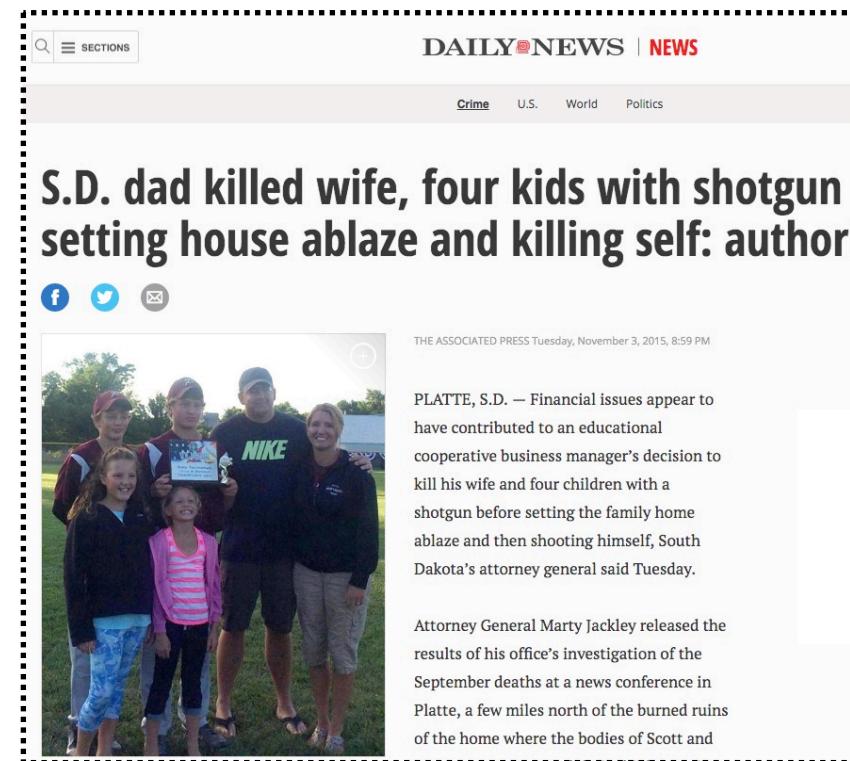 SECTIONS
DAILY NEWS | NEWS
Crime U.S. World Politics
S.D. dad killed wife, four kids with shotgun
setting house ablaze and killing self: author
THE ASSOCIATED PRESS Tuesday, November 3, 2015, 8:59 PM
NIKE
PLATTE, S.D. — Financial issues appear to
have contributed to an educational
cooperative business manager’s decision to
kill his wife and four children with a
shotgun before setting the family home
ablaze and then shooting himself, South
Dakota’s attorney general said Tuesday.
Attorney General Marty Jackley released the
results of his office’s investigation of the
September deaths at a news conference in
Platte, a few miles north of the burned ruins
of the home where the bodies of Scott and